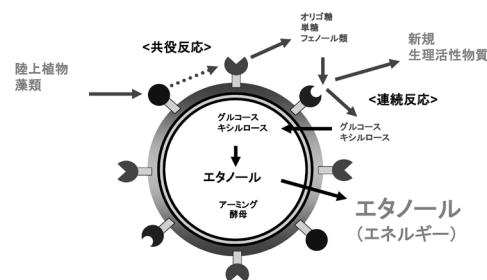 オリゴ糖
単糖
フェノール類
<共役反応>
新規
生理活性物質
陸上植物
藻類
<連続反応>
グルコース
キシルロース
グルコース
キシルロース
エタノール
アーミング
酵母
エタノール
（エネルギー）